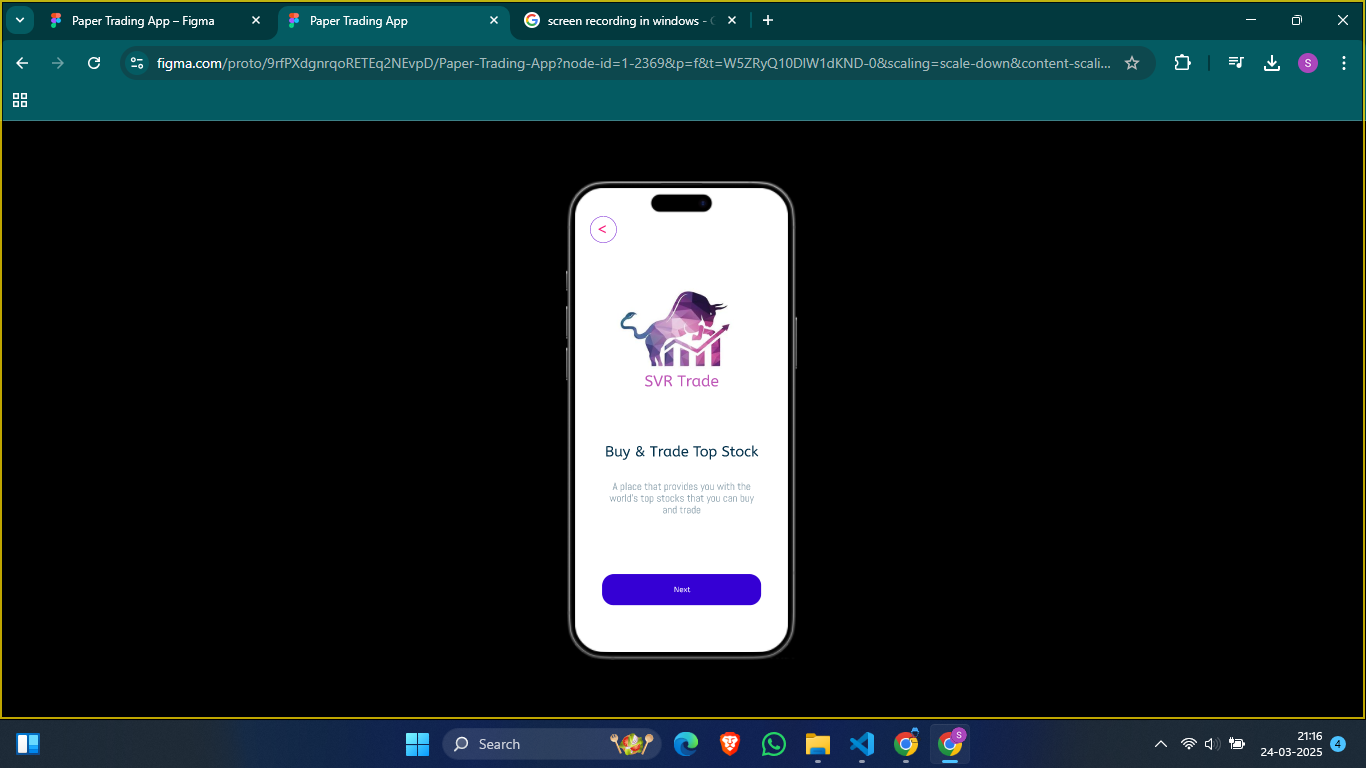 Paper Trading App – Figma
Paper Trading App
screen recording in windows -
figma.com/proto/9rfPXdgnrqoRETEq2NEvpD/Paper-Trading-App?node-id=1-2369&p=f&t=W5ZRyQ10DlW1dKND-0&scaling=scale-down&content-scali...
S
<
SVR Trade
Buy & Trade Top Stock
A place that provides you with the
world's top stocks that you can buy
and trade
Next
Search
S
21:16
24-03-2025
4